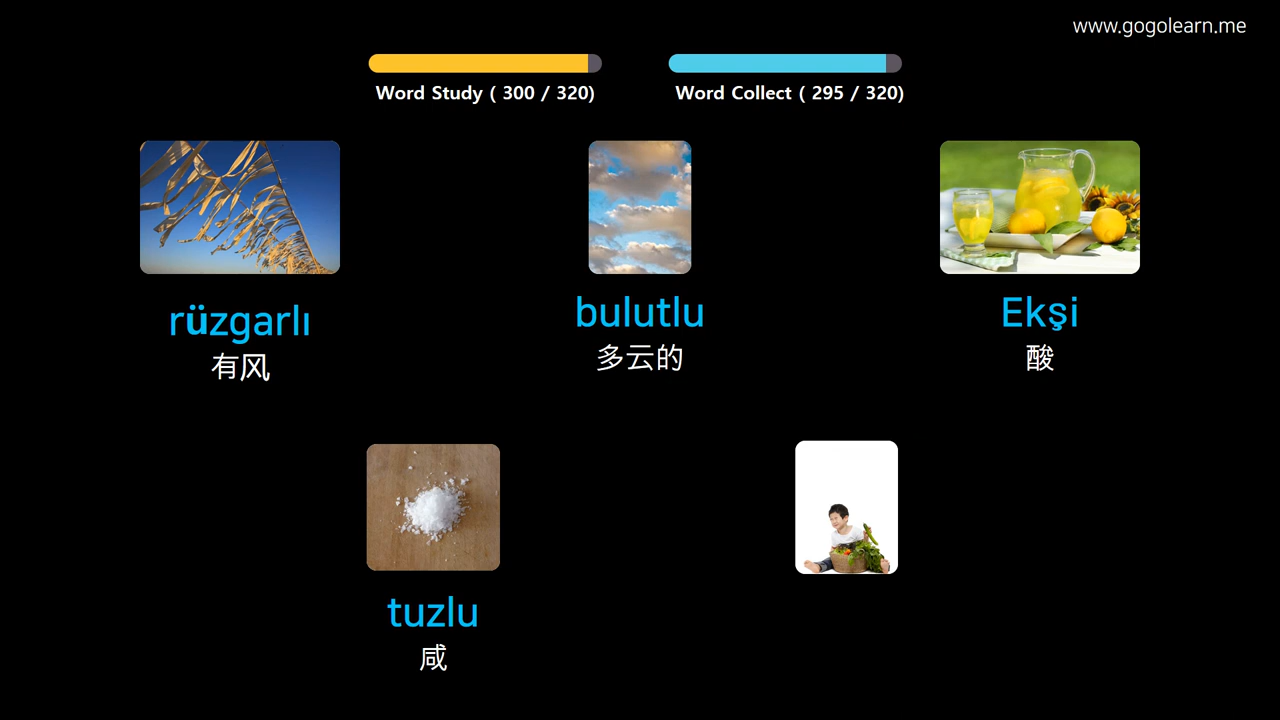 www.gogolearn.me
Word Study ( 300 / 320)
Word Collect ( 295 / 320)
rüzgarlı
有风
bulutlu
多云的
Ekşi
酸
tuzlu
咸